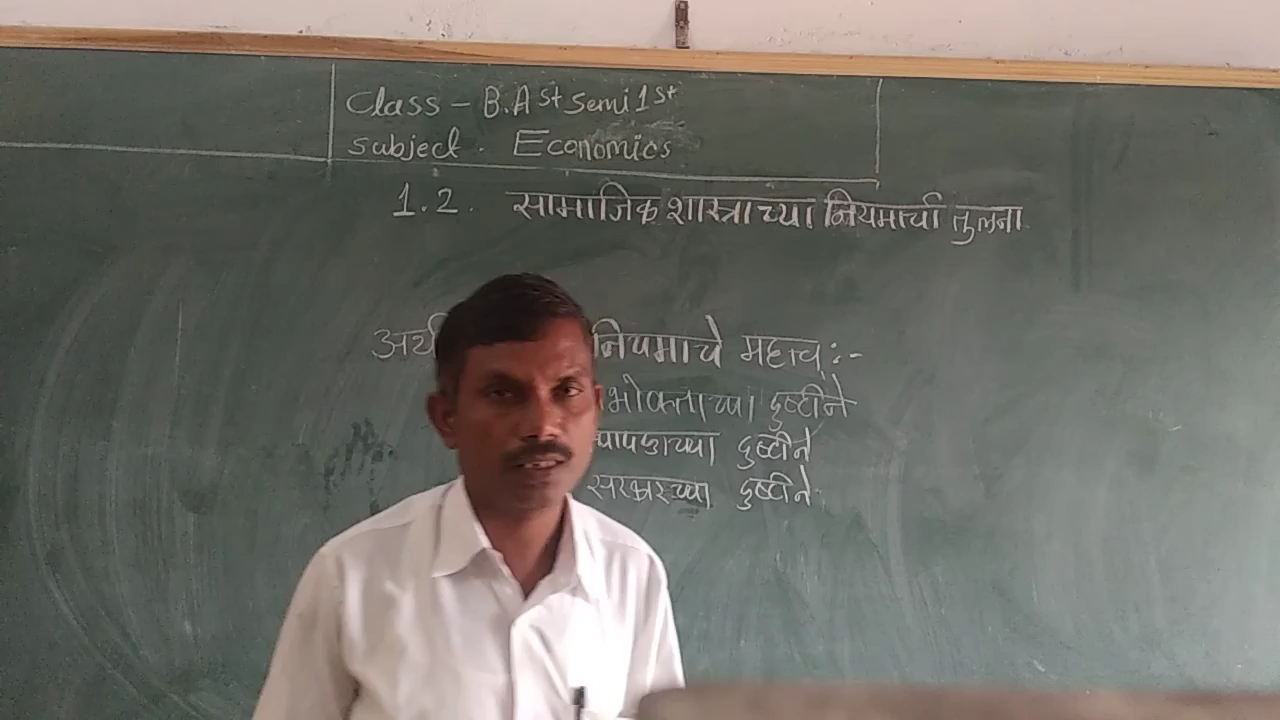 Class - B.A st Semi 1st
Subject. Economics
1.2. सामाजिक शास्त्राच्या नियमाची तुलना
नियमाचे महत्व :-
दृष्टीने
दृष्टीने
सरकारच्या दृष्टीने